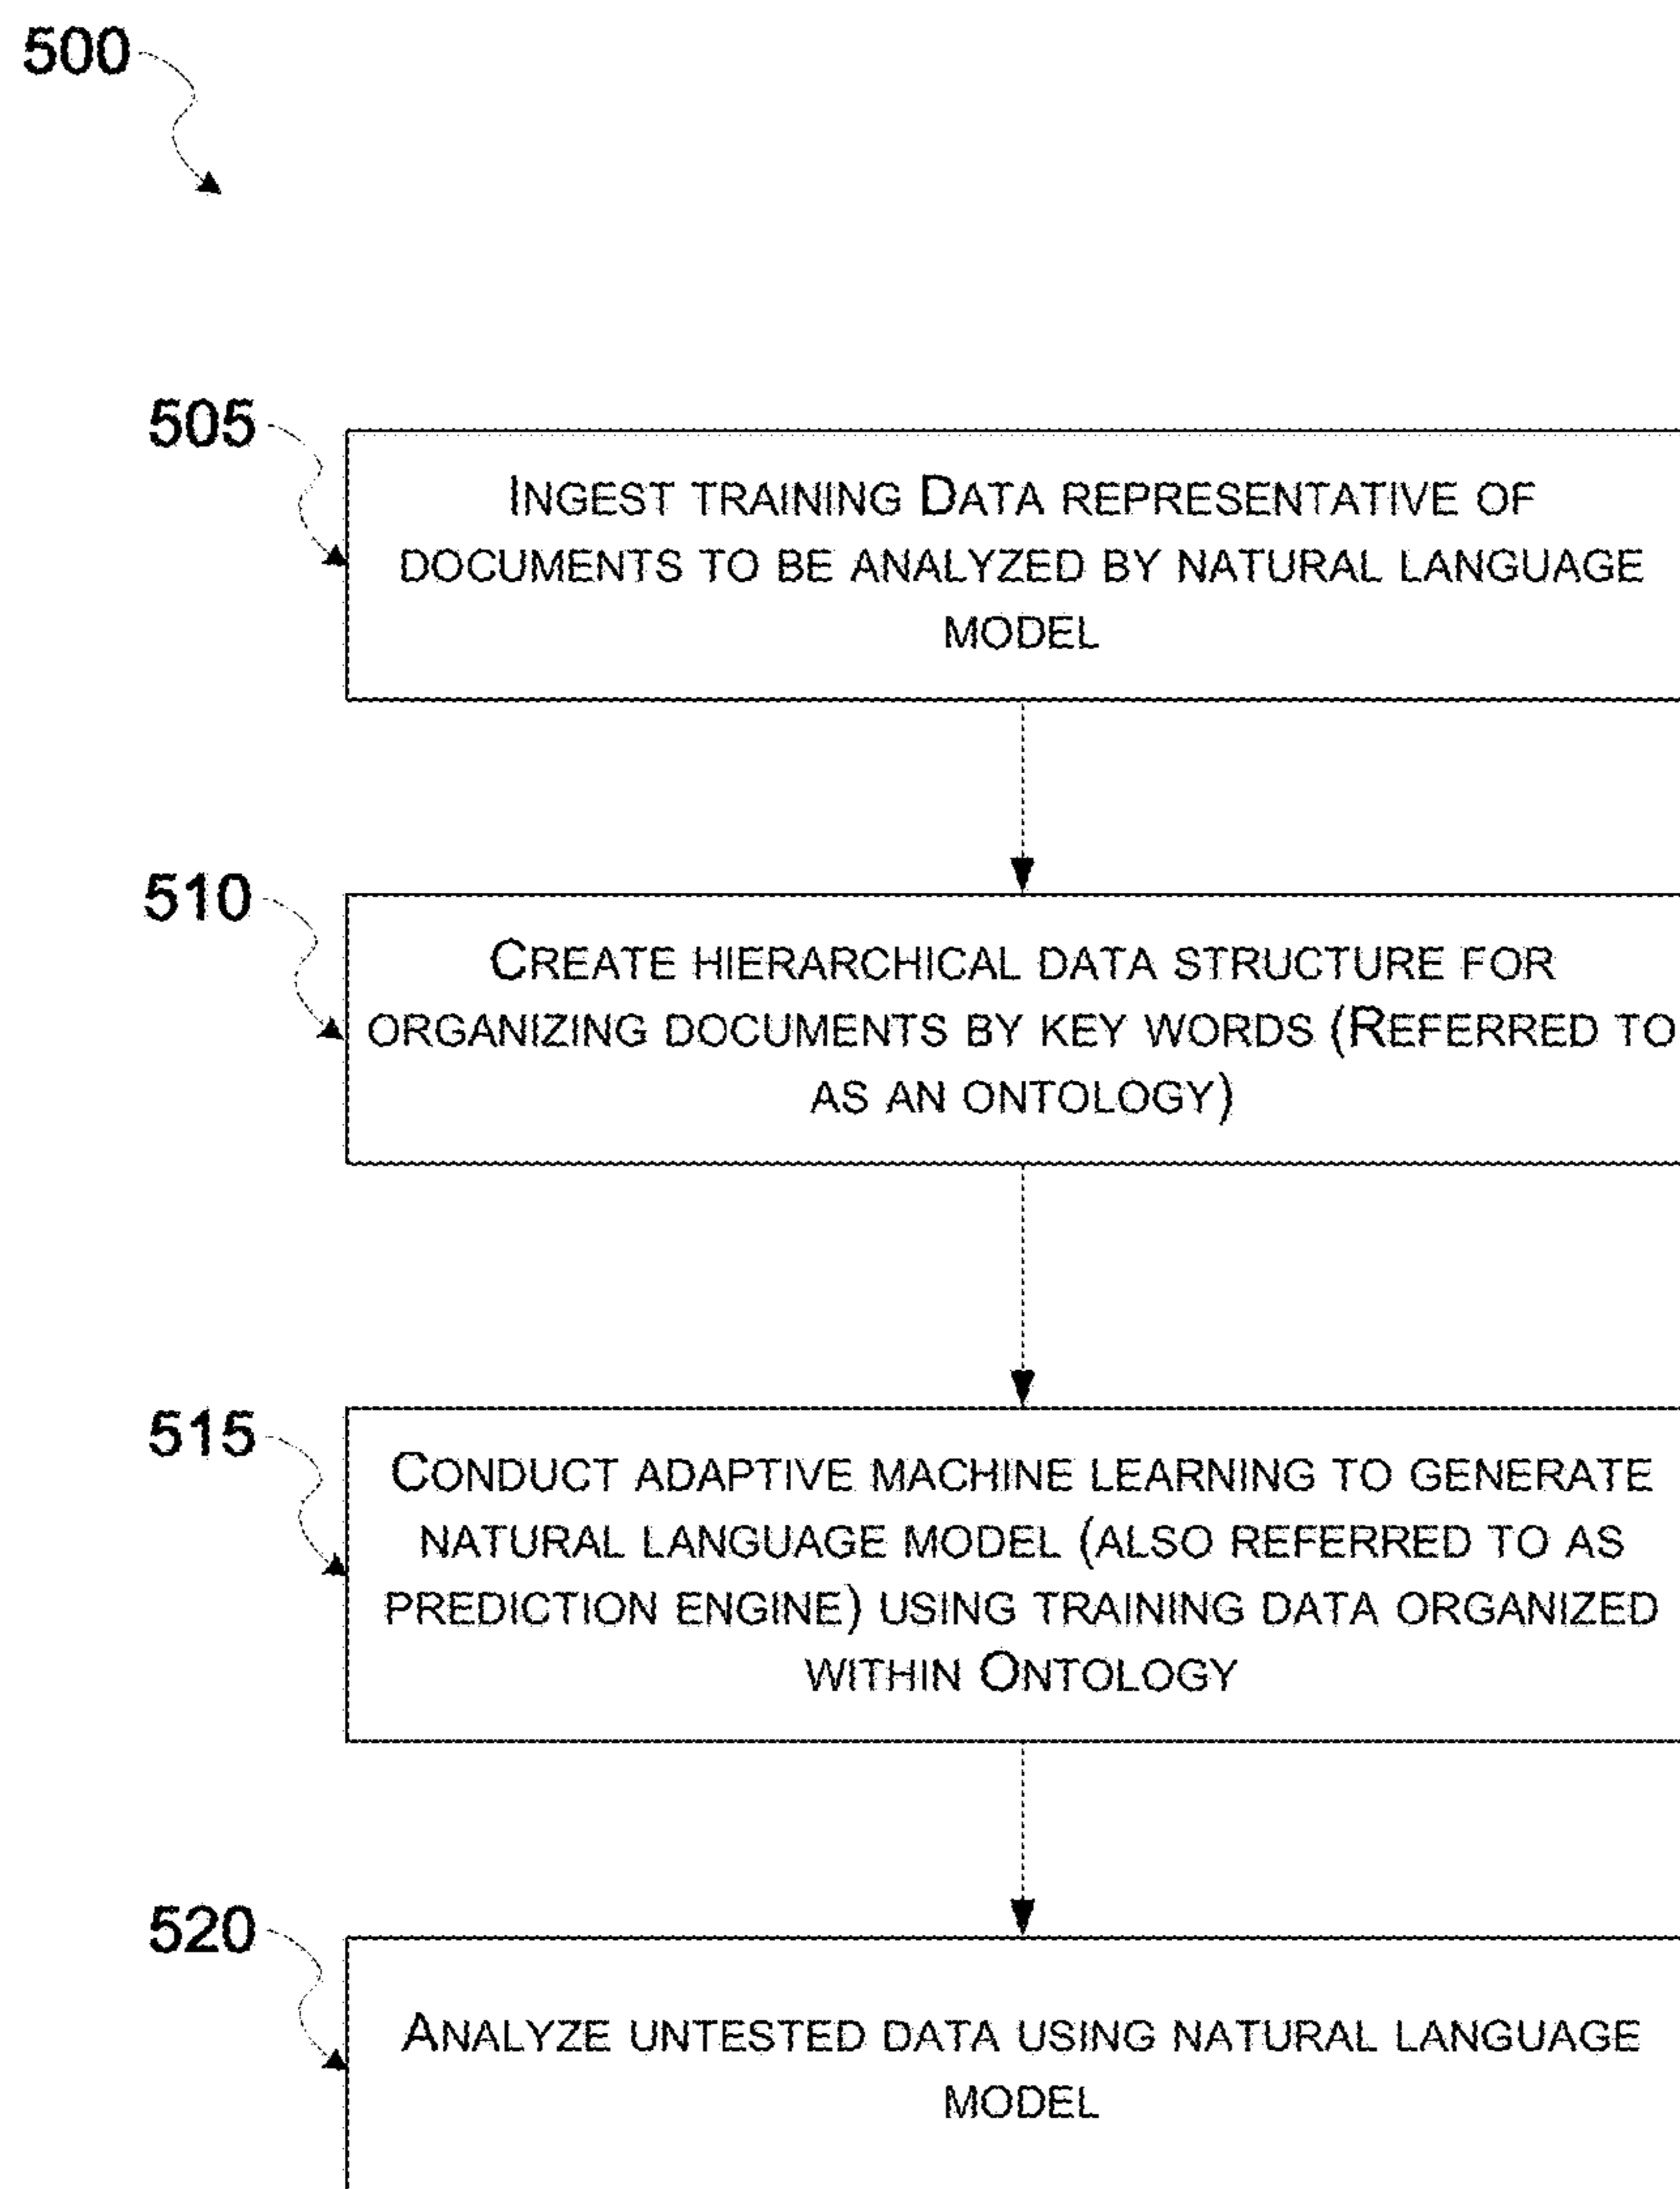 500
505
INGEST TRAINING DATA REPRESENTATIVE OF
DOCUMENTS TO BE ANALYZED BY NATURAL LANGUAGE
MODEL
510
CREATE HIERARCHICAL DATA STRUCTURE FOR
ORGANIZING DOCUMENTS BY KEY WORDS (REFERRED TO
AS AN ONTOLOGY)
515
CONDUCT ADAPTIVE MACHINE LEARNING TO GENERATE
NATURAL LANGUAGE MODEL (ALSO REFERRED TO AS
PREDICTION ENGINE) USING TRAINING DATA ORGANIZED
WITHIN ONTOLOGY
520
ANALYZE UNTESTED DATA USING NATURAL LANGUAGE
MODEL